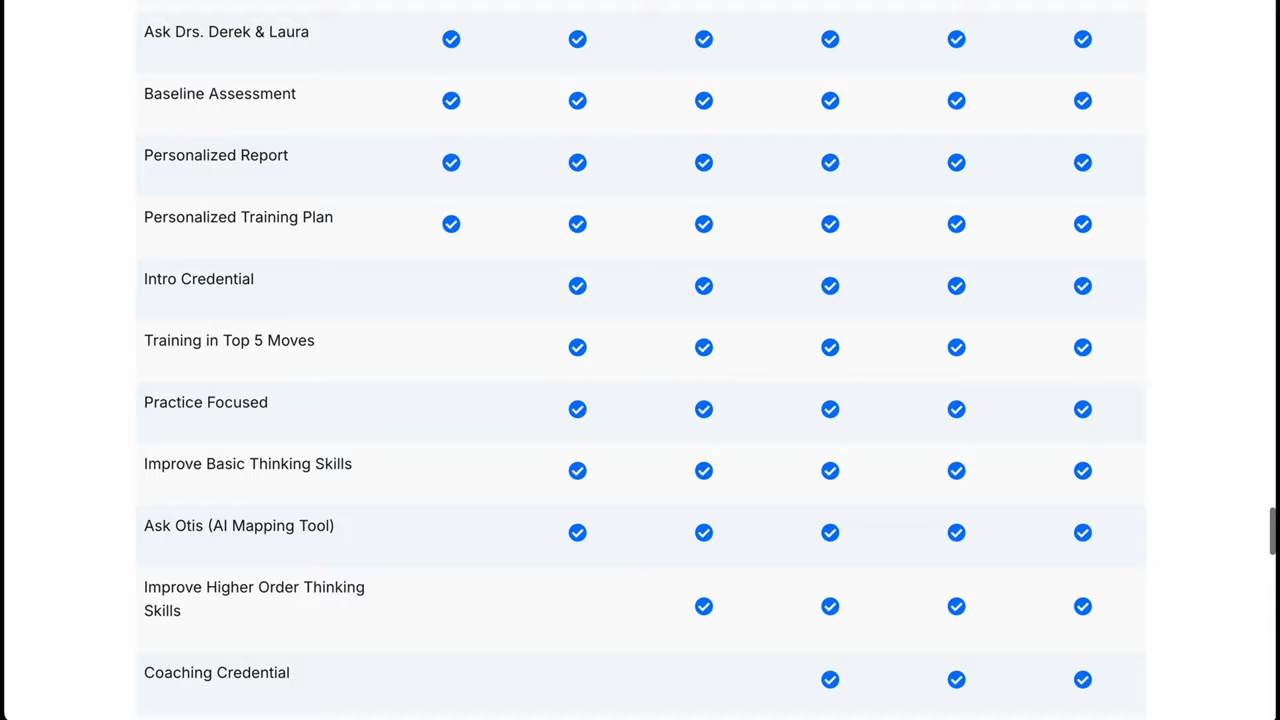 Ask Drs. Derek & Laura
Baseline Assessment
Personalized Report
Personalized Training Plan
Intro Credential
Training in Top 5 Moves
Practice Focused
Improve Basic Thinking Skills
Ask Otis (AI Mapping Tool)
Improve Higher Order Thinking
Skills
Coaching Credential